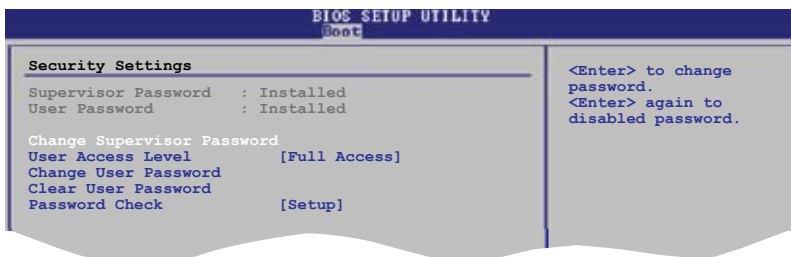 BIOS SETUP UTILITY
Boot
Security Settings
Supervisor Password : Installed
User Password : Installed
Change Supervisor Password
User Access Level [Full Access]
Change User Password
Clear User Password
Password Check [Setup]
<Enter> to change
password.
<Enter> again to
disabled password.